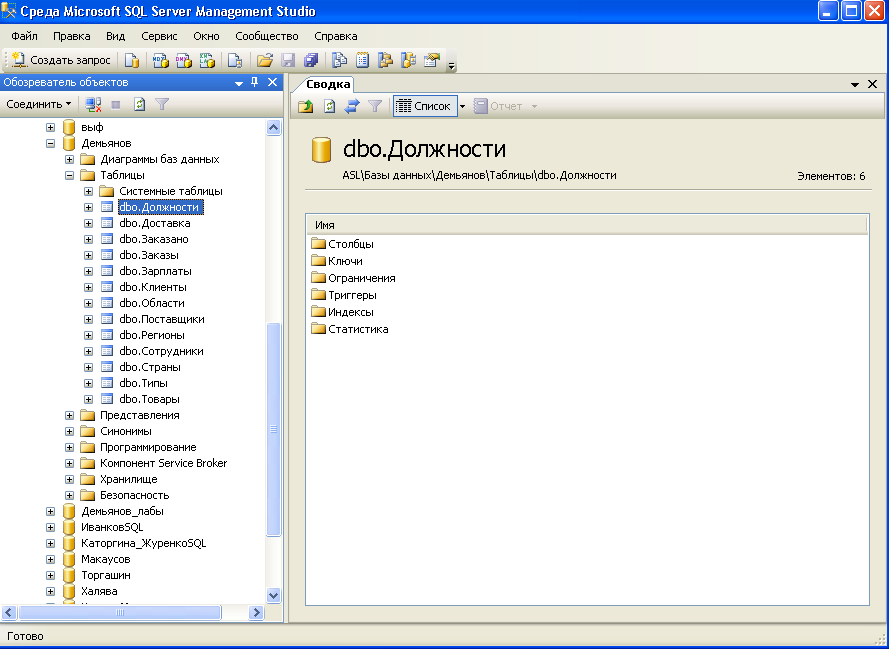 Среда Microsoft SQL Server Management Studio
Файл Правка Вид Сервис Окно Сообщество Справка
Создать запрос
Обозреватель объектов
Соединить
выф
Демьянов
Диаграммы баз данных
Таблицы
Системные таблицы
dbo.Должности
dbo.Доставка
dbo.Заказано
dbo.Заказы
dbo.Зарплаты
dbo.Клиенты
dbo.Области
dbo.Поставщики
dbo.Регионы
dbo.Сотрудники
dbo.Страны
dbo.Типы
dbo.Товары
Представления
Синонимы
Программирование
Компонент Service Broker
Хранилище
Безопасность
Демьянов_лабы
ИванковSQL
Каторгина_ЖуренкоSQL
Макаусов
Торгашин
Халява
Сводка
Список Отчет
dbo.Должности
ASL\Базы данных\Демьянов\Таблицы\dbo.Должности
Элементов: 6
Имя
Столбцы
Ключи
Ограничения
Триггеры
Индексы
Статистика
Готово